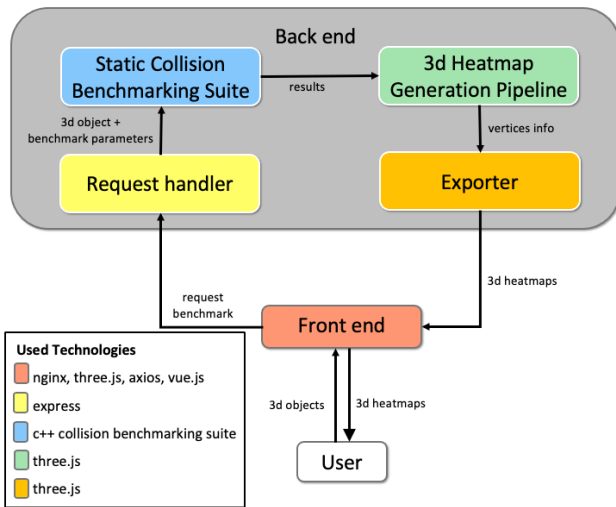 Back end
Static Collision
Benchmarking Suite
results
3d Heatmap
Generation Pipeline
3d object +
benchmark parameters
vertices info
Request handler
Exporter
request
benchmark
3d heatmaps
Front end
3d objects
3d heatmaps
User
Used Technologies
nginx, three.js, axios, vue.js
express
c++ collision benchmarking suite
three.js
three.js